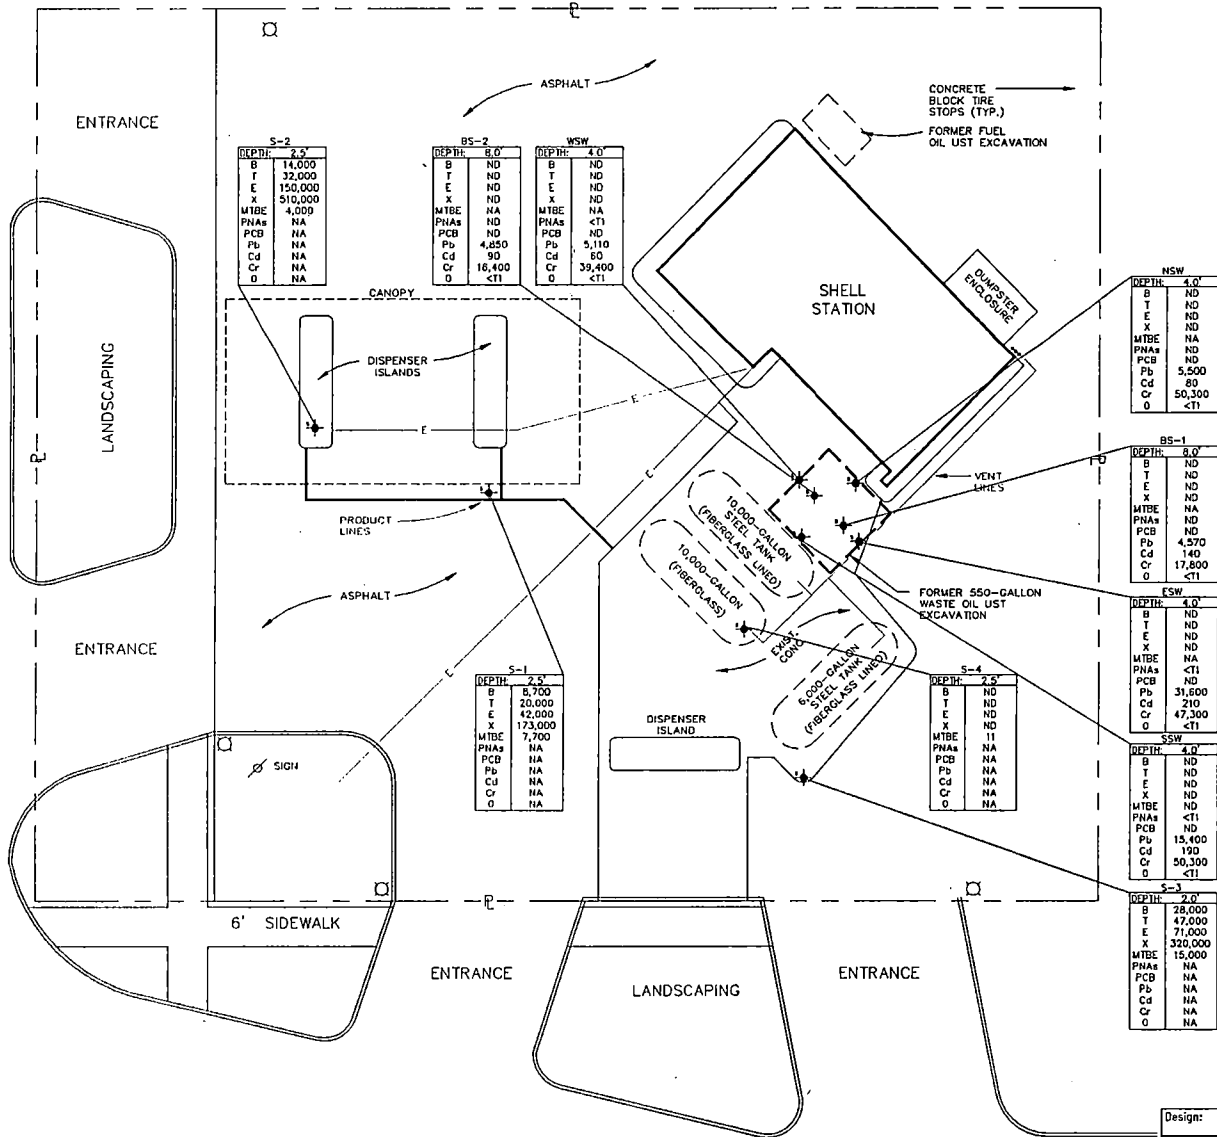 ASPHALT
CONCRETE
BLOCK TIRE
STOPS (TYP.)
FORMER FUEL
OIL UST EXCAVATION
ENTRANCE
S-2
DEPTH: 2.5'
B 14,000
T 32,000
E 150,000
X 510,000
MTBE 4,000
PNAs NA
PCB NA
Pb NA
Cd NA
Cr NA
O NA
BS-2
DEPTH: 8.0'
B ND
T ND
E ND
X ND
MTBE NA
PNAs ND
PCB ND
Pb 4,850
Cd 90
Cr 16,400
O <T1
WSW
DEPTH: 4.0'
B ND
T ND
E ND
X ND
MTBE NA
PNAs <T1
PCB ND
Pb 5,110
Cd 60
Cr 39,400
O <T1
CANOPY
DISPENSER
ISLANDS
LANDSCAPING
SHELL
STATION
DUMPSTER
ENCLOSURE
NSW
DEPTH: 4.0'
B ND
T ND
E ND
X ND
MTBE NA
PNAs ND
PCB ND
Pb 5,500
Cd 80
Cr 50,300
O <T1
E
E
E
E
VENT
LINES
BS-1
DEPTH: 8.0'
B ND
T ND
E ND
X ND
MTBE NA
PNAs ND
PCB ND
Pb 4,570
Cd 140
Cr 17,800
O <T1
PRODUCT
LINES
10,000-GALLON
STEEL TANK
(FIBERGLASS LINED)
10,000-GALLON
(FIBERGLASS)
FORMER 550-GALLON
WASTE OIL UST
EXCAVATION
ASPHALT
ENTRANCE
EXIST.
CONC
6,000-GALLON
STEEL TANK
(FIBERGLASS LINED)
ESW
DEPTH: 4.0'
B ND
T ND
E ND
X ND
MTBE NA
PNAs <T1
PCB ND
Pb 31,600
Cd 210
Cr 47,300
O <T1
S-1
DEPTH: 2.5'
B 8,700
T 20,000
E 42,000
X 173,000
MTBE 7,700
PNAs NA
PCB NA
Pb NA
Cd NA
Cr NA
O NA
S-4
DEPTH: 2.5'
B ND
T ND
E ND
X ND
MTBE 11
PNAs NA
PCB NA
Pb NA
Cd NA
Cr NA
O NA
DISPENSER
ISLAND
SIGN
SSW
DEPTH: 4.0'
B ND
T ND
E ND
X ND
MTBE ND
PNAs <T1
PCB ND
Pb 15,400
Cd 190
Cr 50,300
O <T1
S-3
DEPTH: 2.0'
B 28,000
T 47,000
E 71,000
X 320,000
MTBE 15,000
PNAs NA
PCB NA
Pb NA
Cd NA
Cr NA
O NA
6' SIDEWALK
ENTRANCE
LANDSCAPING
ENTRANCE
Design: